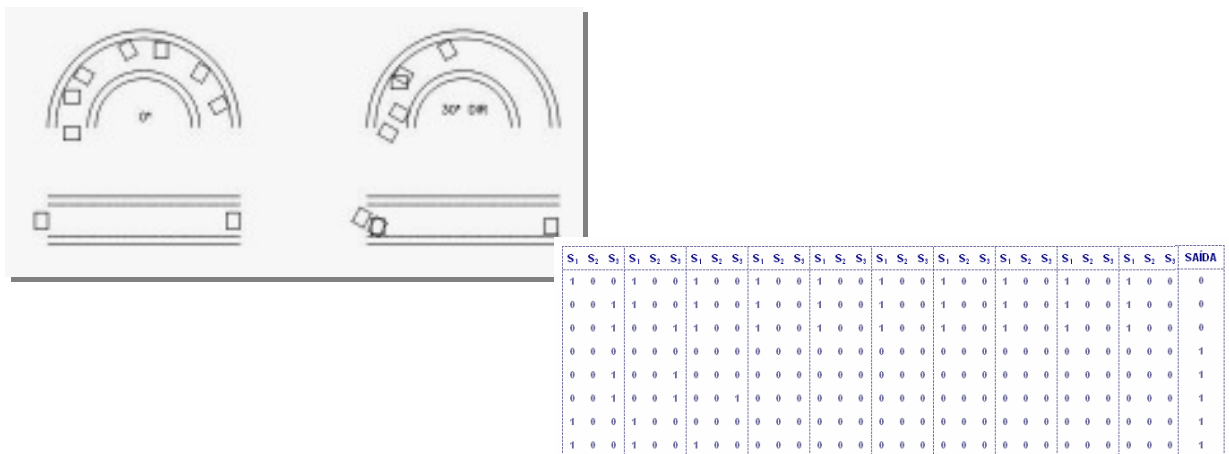 0°
30° DIR
S₁ S₂ S₃ S₁ S₂ S₃ S₁ S₂ S₃ S₁ S₂ S₃ S₁ S₂ S₃ S₁ S₂ S₃ S₁ S₂ S₃ S₁ S₂ S₃ S₁ S₂ S₃ S₁ S₂ S₃ SAÍDA
1 0 0 1 0 0 1 0 0 1 0 0 1 0 0 1 0 0 1 0 0 1 0 0 1 0 0 1 0 0 0
0 0 1 1 0 0 1 0 0 1 0 0 1 0 0 1 0 0 1 0 0 1 0 0 1 0 0 1 0 0 0
0 0 1 0 0 1 1 0 0 1 0 0 1 0 0 1 0 0 1 0 0 1 0 0 1 0 0 1 0 0 0
0 0 0 0 0 0 0 0 0 0 0 0 0 0 0 0 0 0 0 0 0 0 0 0 0 0 0 0 0 0 1
0 0 1 0 0 1 0 0 0 0 0 0 0 0 0 0 0 0 0 0 0 0 0 0 0 0 0 0 0 0 1
0 0 1 0 0 1 0 0 1 0 0 0 0 0 0 0 0 0 0 0 0 0 0 0 0 0 0 0 0 0 1
1 0 0 1 0 0 0 0 0 0 0 0 0 0 0 0 0 0 0 0 0 0 0 0 0 0 0 0 0 0 1
1 0 0 1 0 0 1 0 0 0 0 0 0 0 0 0 0 0 0 0 0 0 0 0 0 0 0 0 0 0 1